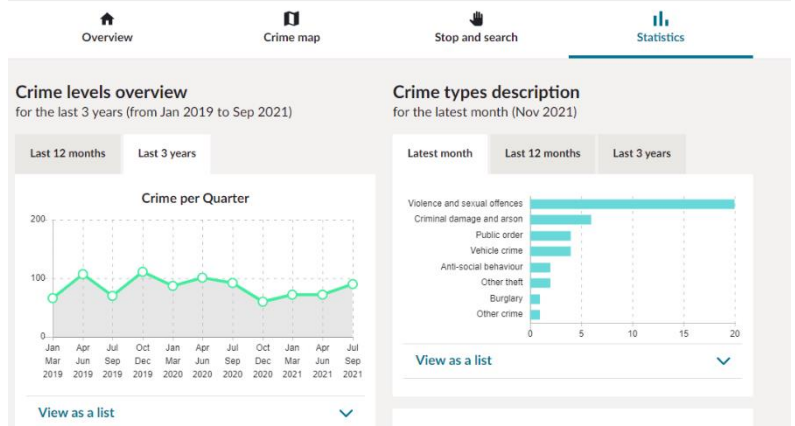 Overview
Crime map
Stop and search
Statistics
Crime levels overview
for the last 3 years (from Jan 2019 to Sep 2021)
Last 12 months
Last 3 years
Crime per Quarter
200
100
0
Jan Apr Jul Oct Jan Apr Jul Oct Jan Apr Jul
Mar Jun Sep Dec Mar Jun Sep Dec Mar Jun Sep
2019 2019 2019 2019 2020 2020 2020 2020 2021 2021 2021
View as a list
Crime types description
for the latest month (Nov 2021)
Latest month
Last 12 months
Last 3 years
Violence and sexual offences
Criminal damage and arson
Public order
Vehicle crime
Anti-social behaviour
Other theft
Burglary
Other crime
0 5 10 15 20
View as a list